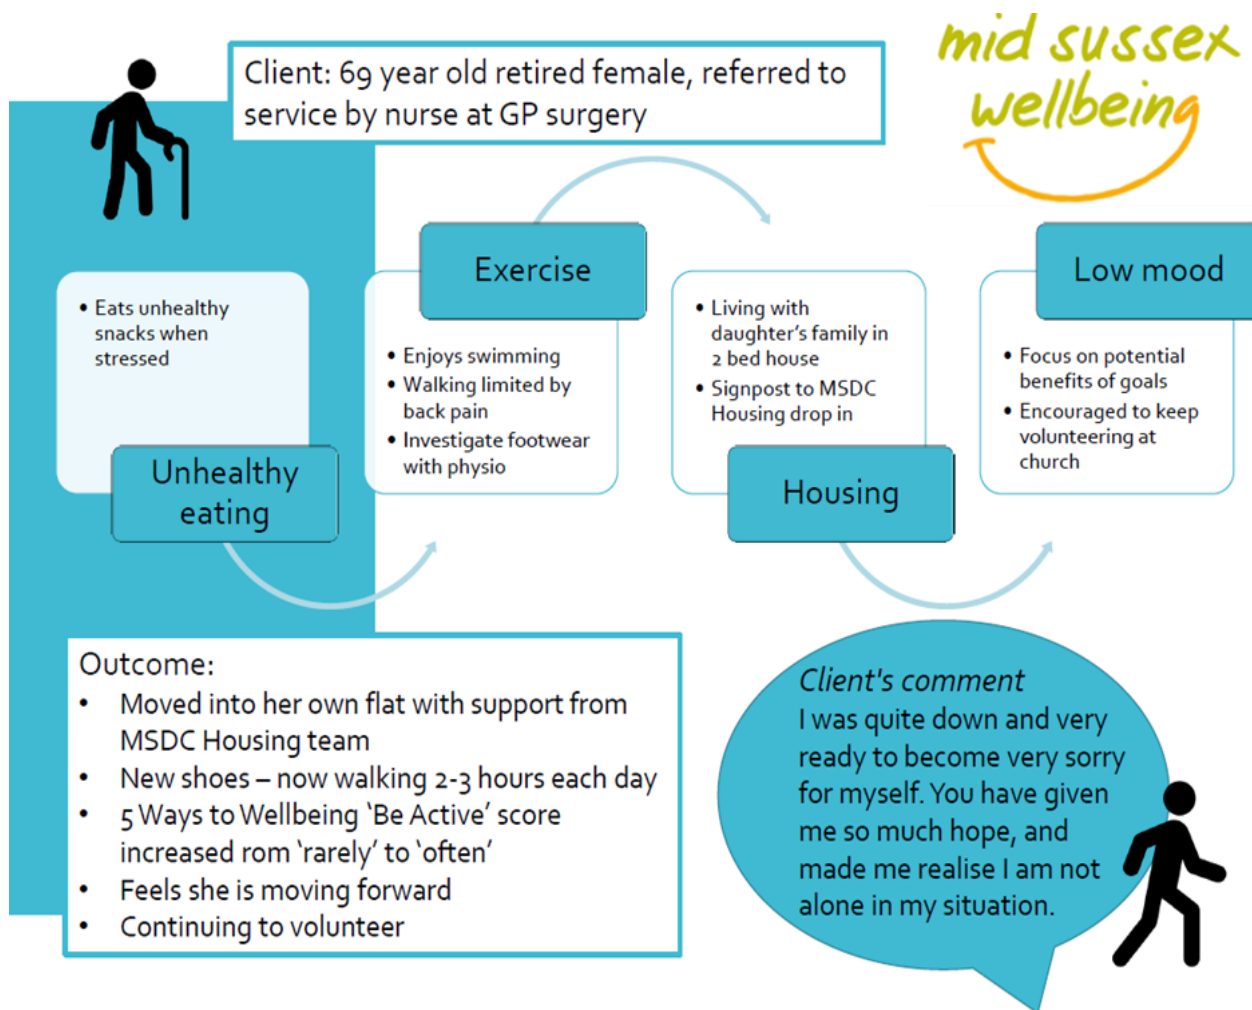 mid sussex
wellbeing
Client: 69 year old retired female, referred to
service by nurse at GP surgery
• Eats unhealthy
snacks when
stressed
Unhealthy
eating
Exercise
• Enjoys swimming
• Walking limited by
back pain
• Investigate footwear
with physio
• Living with
daughter's family in
2 bed house
• Signpost to MSDC
Housing drop in
Housing
Low mood
• Focus on potential
benefits of goals
• Encouraged to keep
volunteering at
church
Outcome:
• Moved into her own flat with support from
MSDC Housing team
• New shoes – now walking 2-3 hours each day
• 5 Ways to Wellbeing ‘Be Active’ score
increased rom ‘rarely’ to ‘often’
• Feels she is moving forward
• Continuing to volunteer
Client's comment
I was quite down and very
ready to become very sorry
for myself. You have given
me so much hope, and
made me realise I am not
alone in my situation.